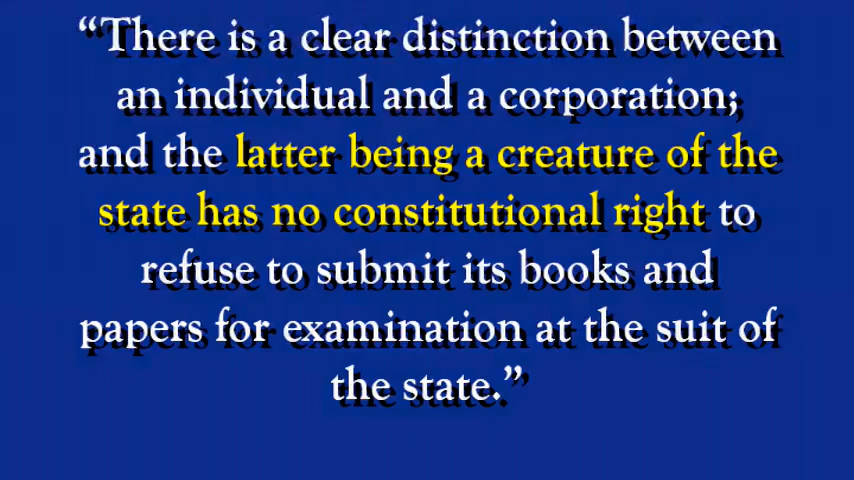 “There is a clear distinction between
an individual and a corporation;
and the latter being a creature of the
state has no constitutional right to
refuse to submit its books and
papers for examination at the suit of
the state.”